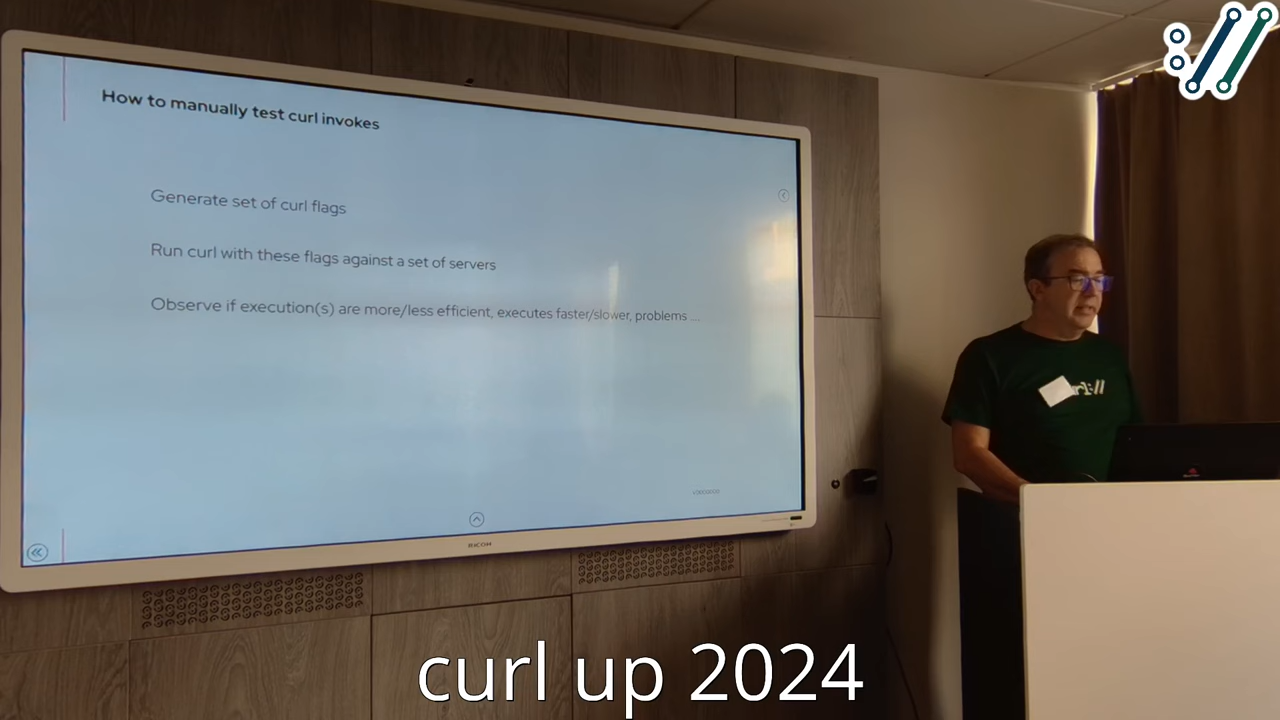 How to manually test curl invokes
Generate set of curl flags
Run curl with these flags against a set of servers
Observe if execution(s) are more/less efficient, executes faster/slower, problems ...
RICOH
curl up 2024